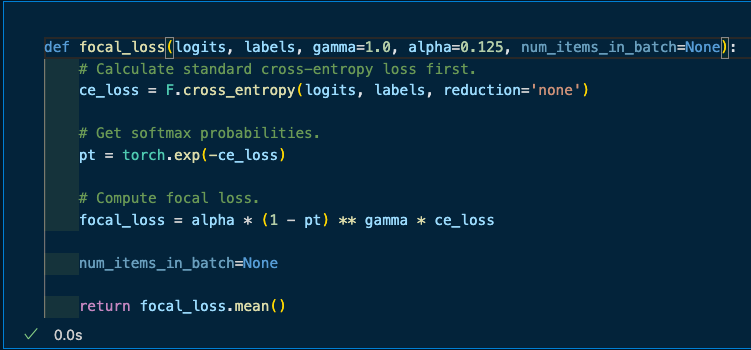 def focal_loss(logits, labels, gamma=1.0, alpha=0.125, num_items_in_batch=None):
# Calculate standard cross-entropy loss first.
ce_loss = F.cross_entropy(logits, labels, reduction='none')
# Get softmax probabilities.
pt = torch.exp(-ce_loss)
# Compute focal loss.
focal_loss = alpha * (1 - pt) ** gamma * ce_loss
num_items_in_batch=None
return focal_loss.mean()
0.0s